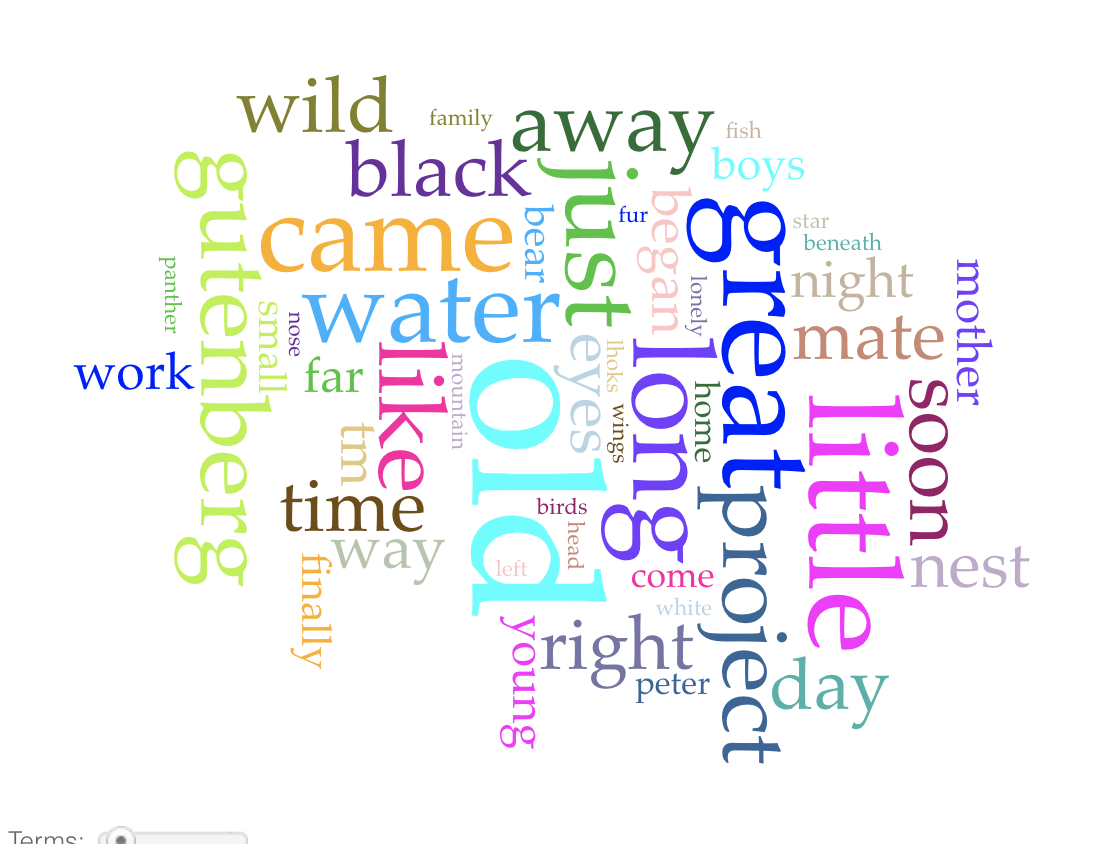 wild
family
away
fish
black
boys
gutenberg
just
came
bear
fur
began
great
star
beneath
panther
small
nose
water
lonely
night
mother
work
far
like
mountain
old
eyes
lhoks
wings
long
home
mate
little
soon
tm
time
way
birds
head
left
finally
young
come
white
right
peter
project
nest
day
Terms: